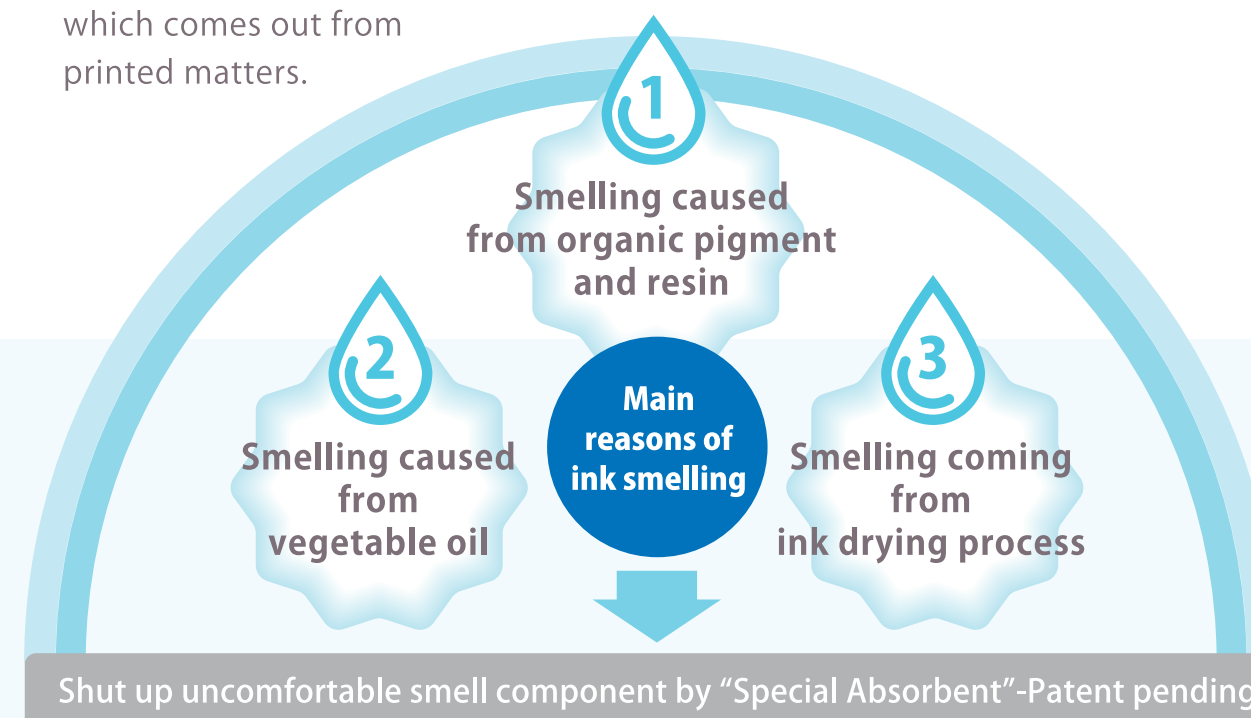 which comes out from
printed matters.
1
Smelling caused
from organic pigment
and resin
2
Smelling caused
from
vegetable oil
Main
reasons of
ink smelling
3
Smelling coming
from
ink drying process
Shut up uncomfortable smell component by “Special Absorbent”-Patent pending